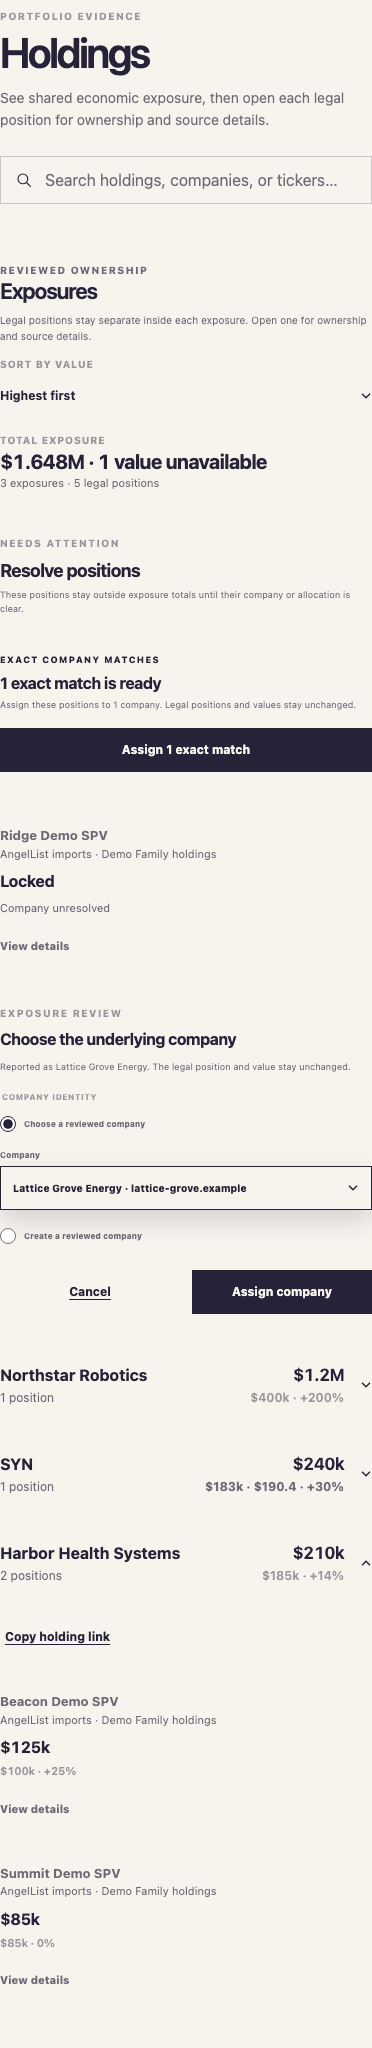 PORTFOLIO EVIDENCE
Holdings
See shared economic exposure, then open each legal
position for ownership and source details.
Search holdings, companies, or tickers...
REVIEWED OWNERSHIP
Exposures
Legal positions stay separate inside each exposure. Open one for ownership
and source details.
SORT BY VALUE
Highest first
TOTAL EXPOSURE
$1.648M · 1 value unavailable
3 exposures · 5 legal positions
NEEDS ATTENTION
Resolve positions
These positions stay outside exposure totals until their company or allocation is
clear.
EXACT COMPANY MATCHES
1 exact match is ready
Assign these positions to 1 company. Legal positions and values stay unchanged.
Assign 1 exact match
Ridge Demo SPV
AngelList imports · Demo Family holdings
Locked
Company unresolved
View details
EXPOSURE REVIEW
Choose the underlying company
Reported as Lattice Grove Energy. The legal position and value stay unchanged.
COMPANY IDENTITY
Choose a reviewed company
Company
Lattice Grove Energy · lattice-grove.example
Create a reviewed company
Cancel
Assign company
Northstar Robotics
$1.2M
1 position
$400k · +200%
SYN
$240k
1 position
$183k · $190.4 · +30%
Harbor Health Systems
$210k
2 positions
$185k · +14%
Copy holding link
Beacon Demo SPV
AngelList imports · Demo Family holdings
$125k
$100k · +25%
View details
Summit Demo SPV
AngelList imports · Demo Family holdings
$85k
$85k · 0%
View details